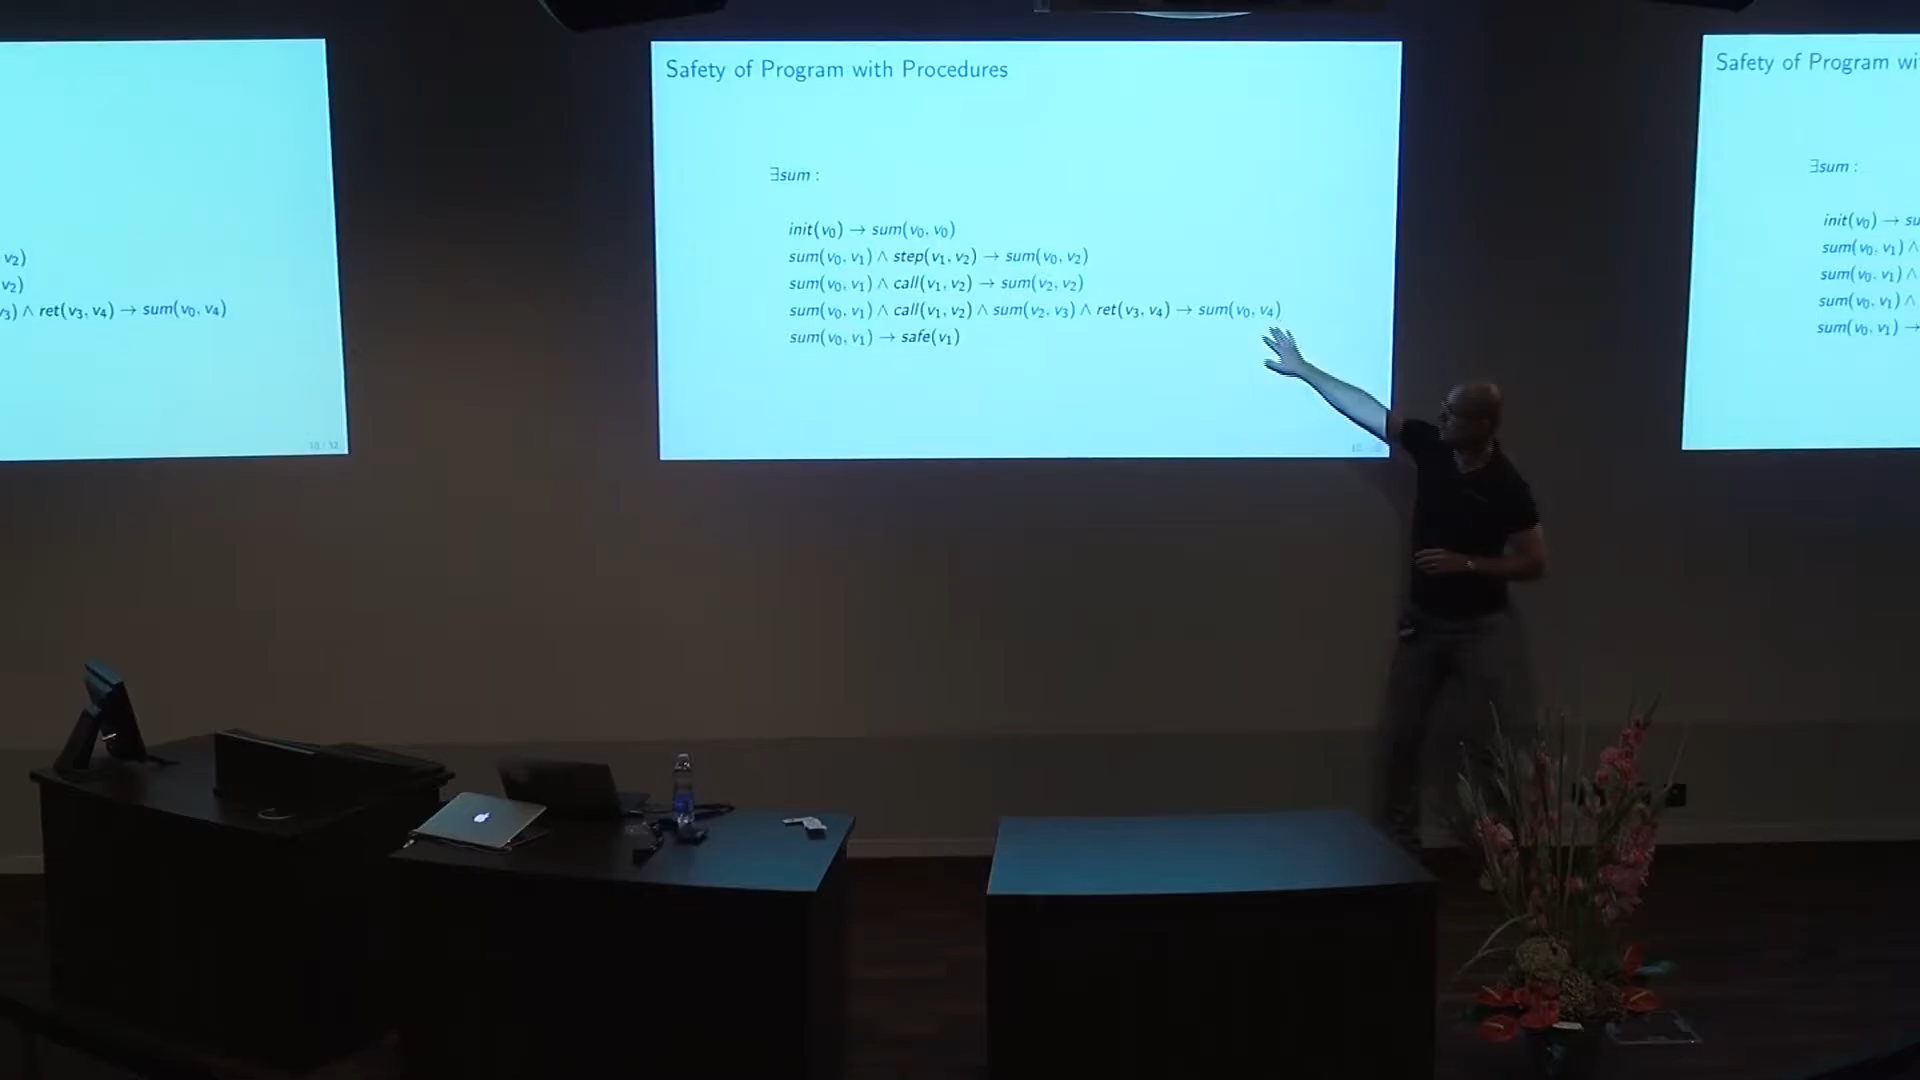 v₂)
v₂)
v₃) ∧ ret(v₃, v₄) → sum(v₀, v₄)
Safety of Program with Procedures
∃sum :
init(v₀) → sum(v₀, v₀)
sum(v₀, v₁) ∧ step(v₁, v₂) → sum(v₀, v₂)
sum(v₀, v₁) ∧ call(v₁, v₂) → sum(v₂, v₂)
sum(v₀, v₁) ∧ call(v₁, v₂) ∧ sum(v₂, v₃) ∧ ret(v₃, v₄) → sum(v₀, v₄)
sum(v₀, v₁) → safe(v₁)
Safety of Program wi
∃sum :
init(v₀) → su
sum(v₀, v₁) ∧
sum(v₀, v₁) ∧
sum(v₀, v₁) ∧
sum(v₀, v₁) →